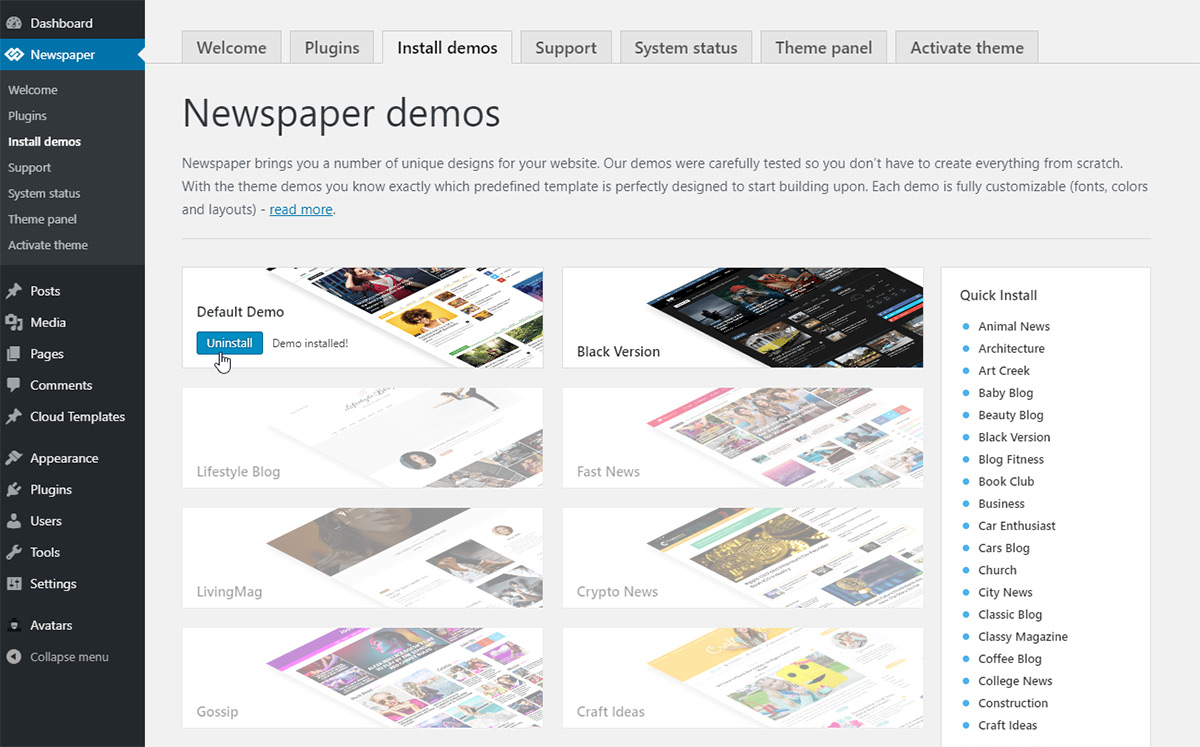 Dashboard
Newspaper
Welcome
Plugins
Install demos
Support
System status
Theme panel
Activate theme
Posts
Media
Pages
Comments
Cloud Templates
Appearance
Plugins
Users
Tools
Settings
Avatars
Collapse menu
Welcome
Plugins
Install demos
Support
System status
Theme panel
Activate theme
Newspaper demos
Newspaper brings you a number of unique designs for your website. Our demos were carefully tested so you don't have to create everything from scratch.
With the theme demos you know exactly which predefined template is perfectly designed to start building upon. Each demo is fully customizable (fonts, colors
and layouts) - read more.
Default Demo
Uninstall
Demo installed!
Black Version
Lifestyle Blog
Fast News
LivingMag
Crypto News
Gossip
Craft Ideas
Quick Install
Animal News
Architecture
Art Creek
Baby Blog
Beauty Blog
Black Version
Blog Fitness
Book Club
Business
Car Enthusiast
Cars Blog
Church
City News
Classic Blog
Classy Magazine
Coffee Blog
College News
Construction
Craft Ideas